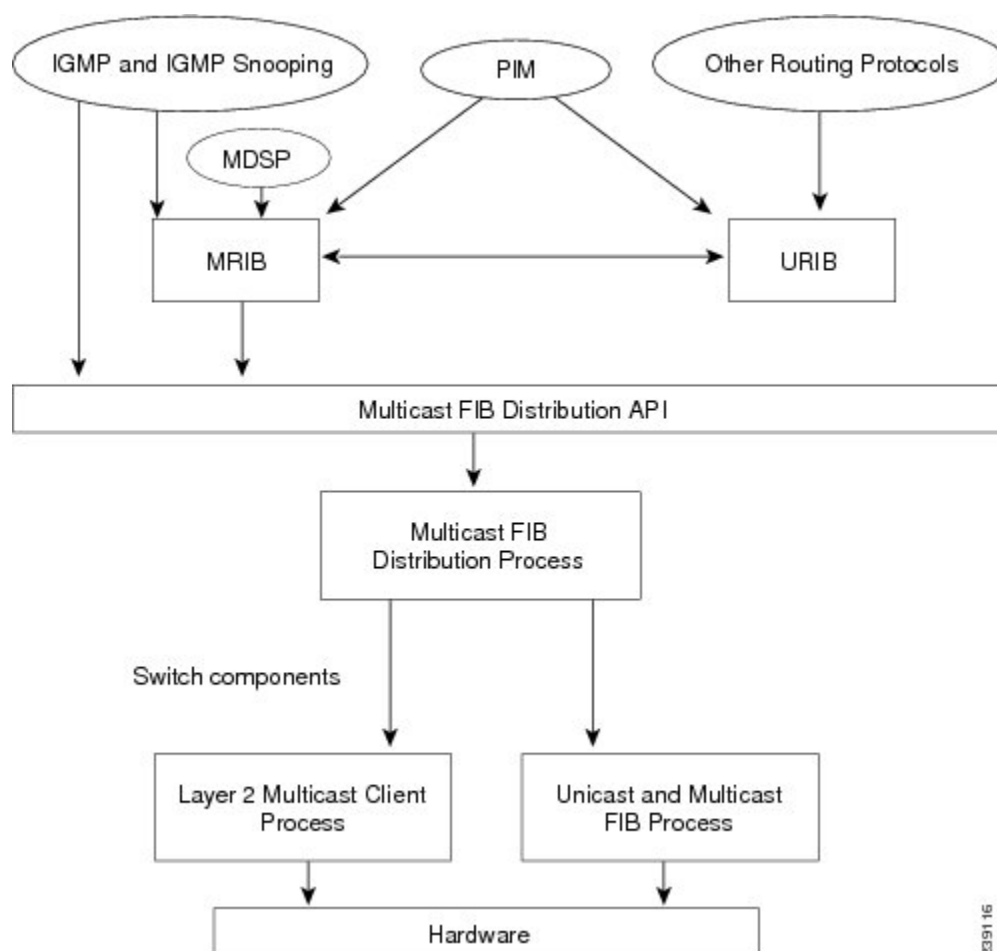 IGMP and IGMP Snooping
PIM
Other Routing Protocols
MDSP
MRIB
URIB
Multicast FIB Distribution API
Multicast FIB
Distribution Process
Switch components
Layer 2 Multicast Client
Process
Unicast and Multicast
FIB Process
Hardware
239116